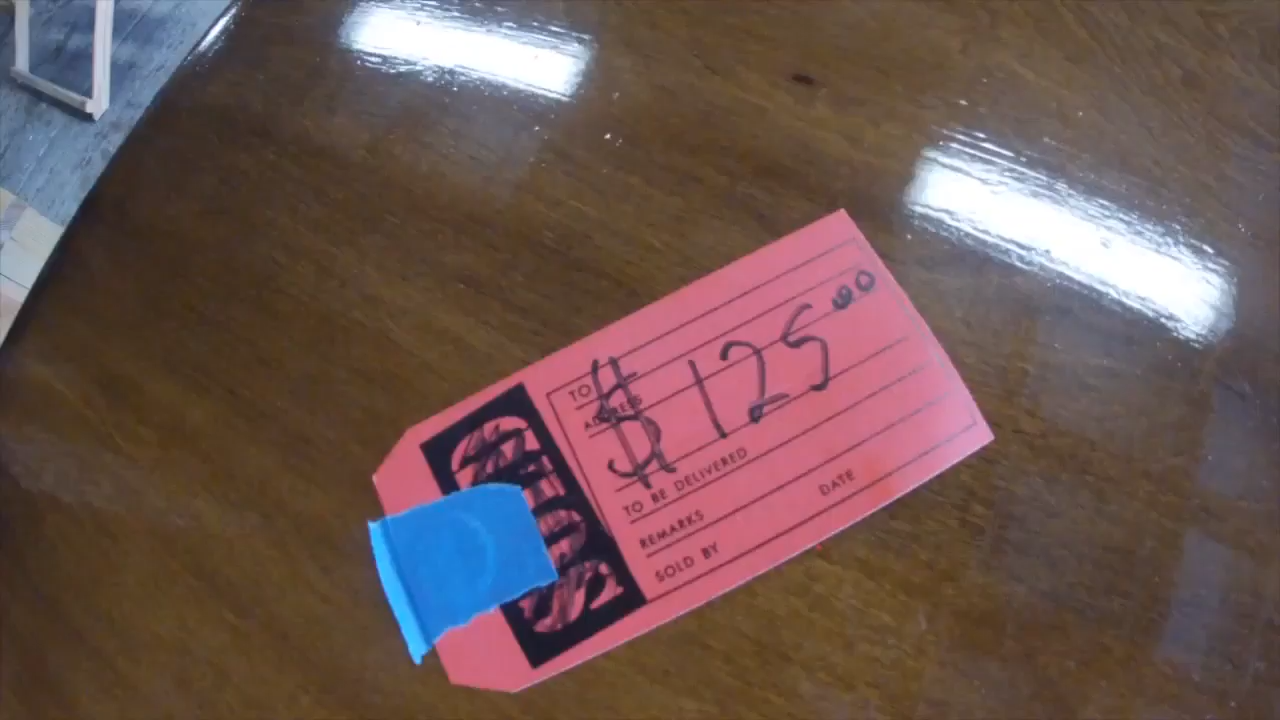 TO
ADDRESS
$ 125.00
TO BE DELIVERED
REMARKS DATE
SOLD BY